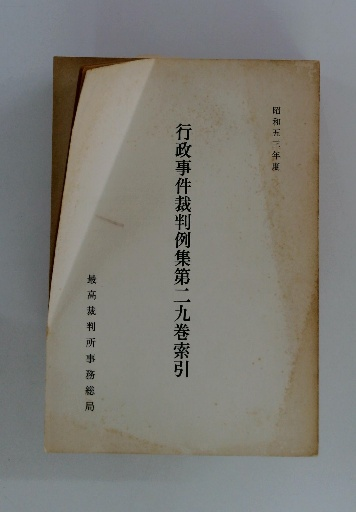 昭和五三年度
行政事件裁判例集第二九巻索引
最高裁判所事務総局